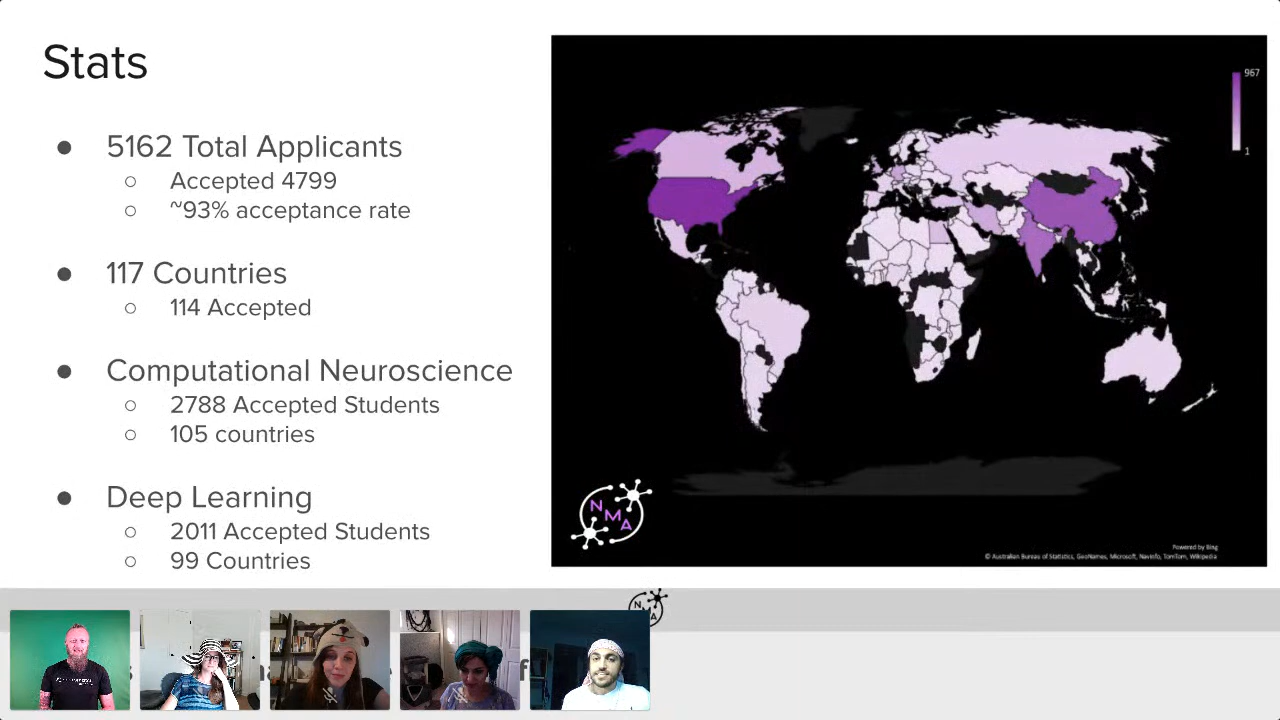 Stats
● 5162 Total Applicants
○ Accepted 4799
○ ~93% acceptance rate
● 117 Countries
○ 114 Accepted
● Computational Neuroscience
○ 2788 Accepted Students
○ 105 countries
● Deep Learning
○ 2011 Accepted Students
○ 99 Countries
967
1
NMA
Powered by Bing
© Australian Bureau of Statistics, GeoNames, Microsoft, NavInfo, TomTom, Wikipedia
NMA